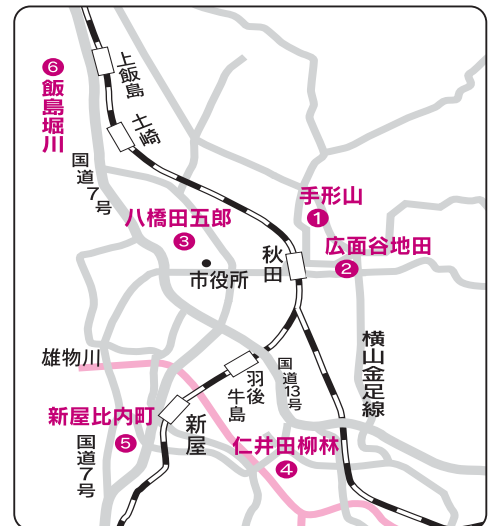 上飯島
⑥
飯島堀川
土崎
国道7号
手形山
①
八橋田五郎
③
広面谷地田
②
秋田
市役所
横山金足線
雄物川
羽後牛島
国道13号
新屋比内町
⑤
新屋
仁井田柳林
④
国道7号